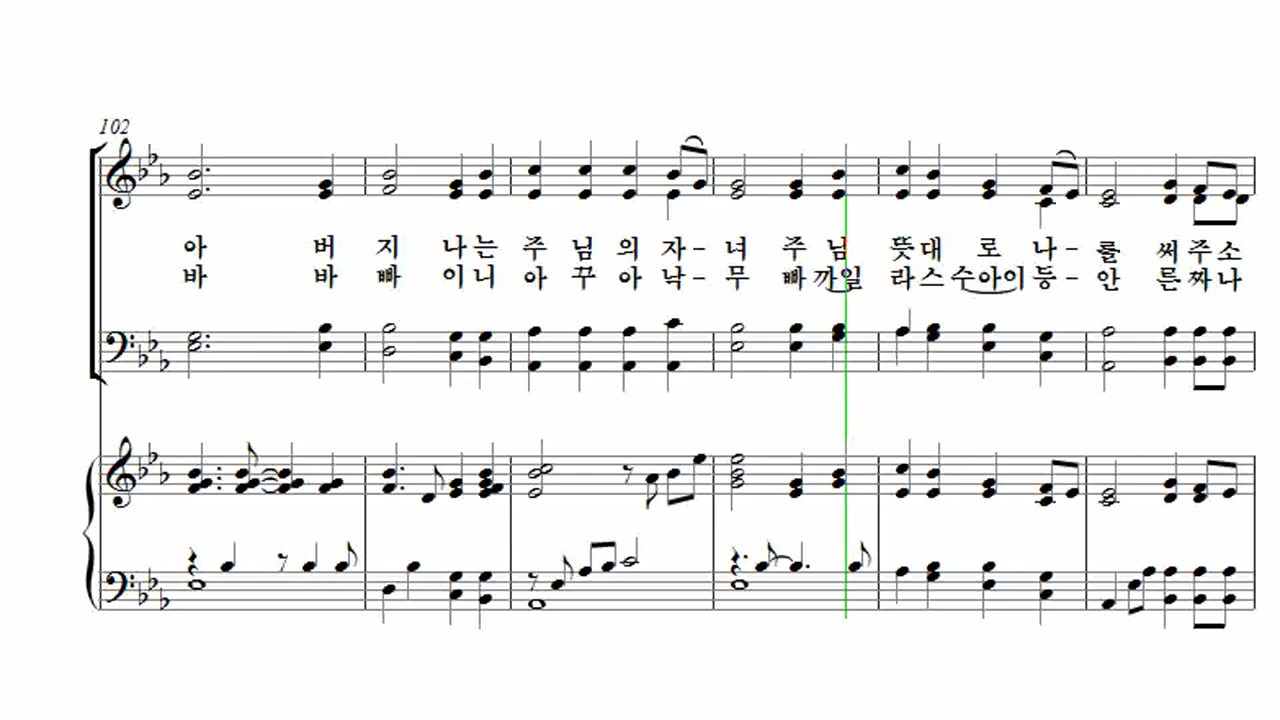 102
아 버 지 나는 주 님 의 자- 녀 주 님 뜻대 로 나- 를 써 주소
바 바 빠 이니 아 꾸 아 낙- 무 빠 까일 라스 수아이 등- 안 른 짜나